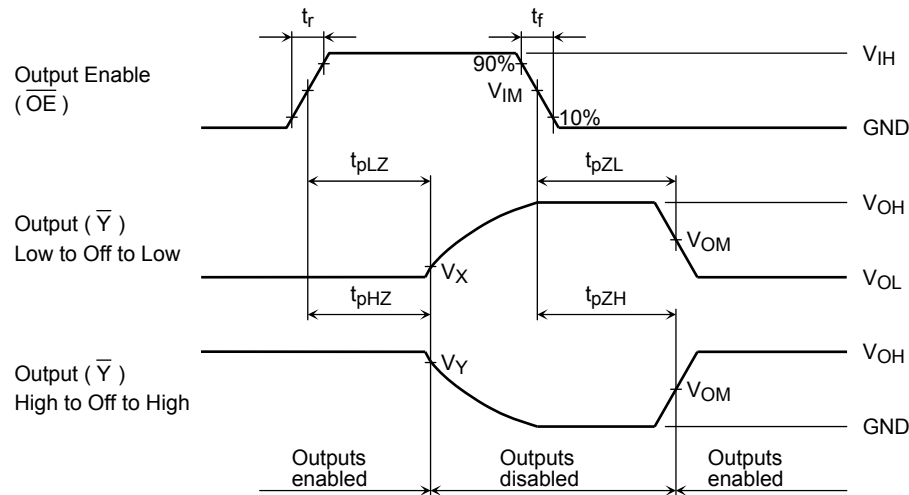 tr
tf
Output Enable
( O̅E̅ )
90%
VIM
10%
VIH
GND
tpLZ
tpZL
Output ( Y̅ )
Low to Off to Low
VX
VOM
VOH
VOL
tpHZ
tpZH
Output ( Y̅ )
High to Off to High
VY
VOM
VOH
GND
Outputs
enabled
Outputs
disabled
Outputs
enabled